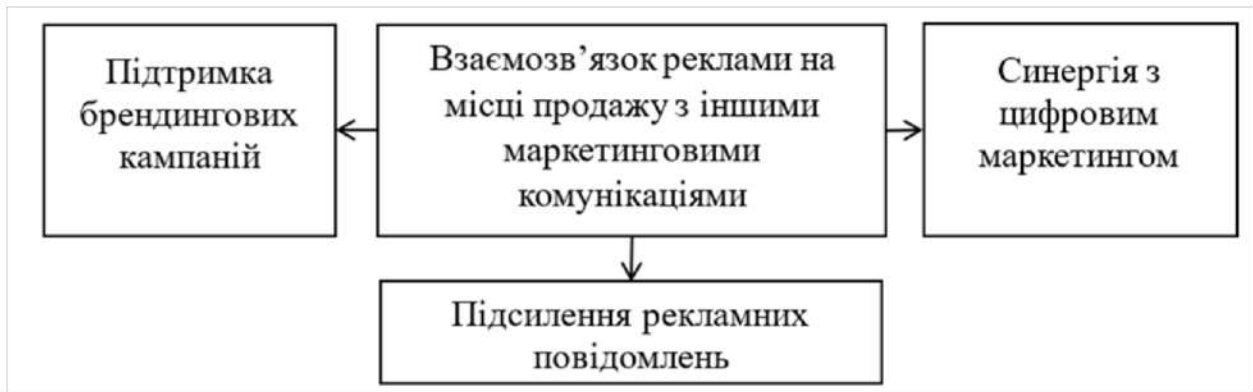 Підтримка
брендингових
кампаній
Взаємозв’язок реклами на
місці продажу з іншими
маркетинговими
комунікаціями
Синергія з
цифровим
маркетингом
Підсилення рекламних
повідомлень